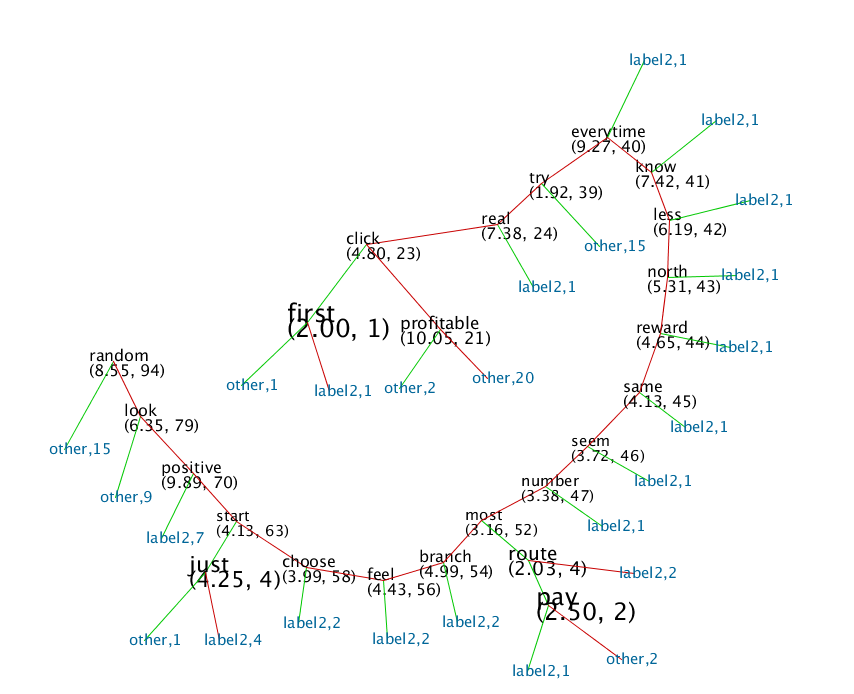 label2,1
label2,1
everytime
(9.27, 40)
know
(7.42, 41)
try
(1.92, 39)
label2,1
less
(6.19, 42)
real
(7.38, 24)
other,15
click
(4.80, 23)
north
(5.31, 43)
label2,1
label2,1
first
(2.00, 1)
profitable
(10.05, 21)
reward
(4.65, 44)
label2,1
random
(8.55, 94)
other,1
label2,1
other,2
other,20
same
(4.13, 45)
look
(6.35, 79)
label2,1
other,15
seem
(3.72, 46)
positive
(9.89, 70)
number
(3.38, 47)
label2,1
other,9
start
(4.13, 63)
most
(3.16, 52)
label2,1
label2,7
just
(4.25, 4)
choose
(3.99, 58)
feel
(4.43, 56)
branch
(4.99, 54)
route
(2.03, 4)
label2,2
pay
(2.50, 2)
label2,2
label2,2
other,1
label2,4
label2,2
other,2
label2,1